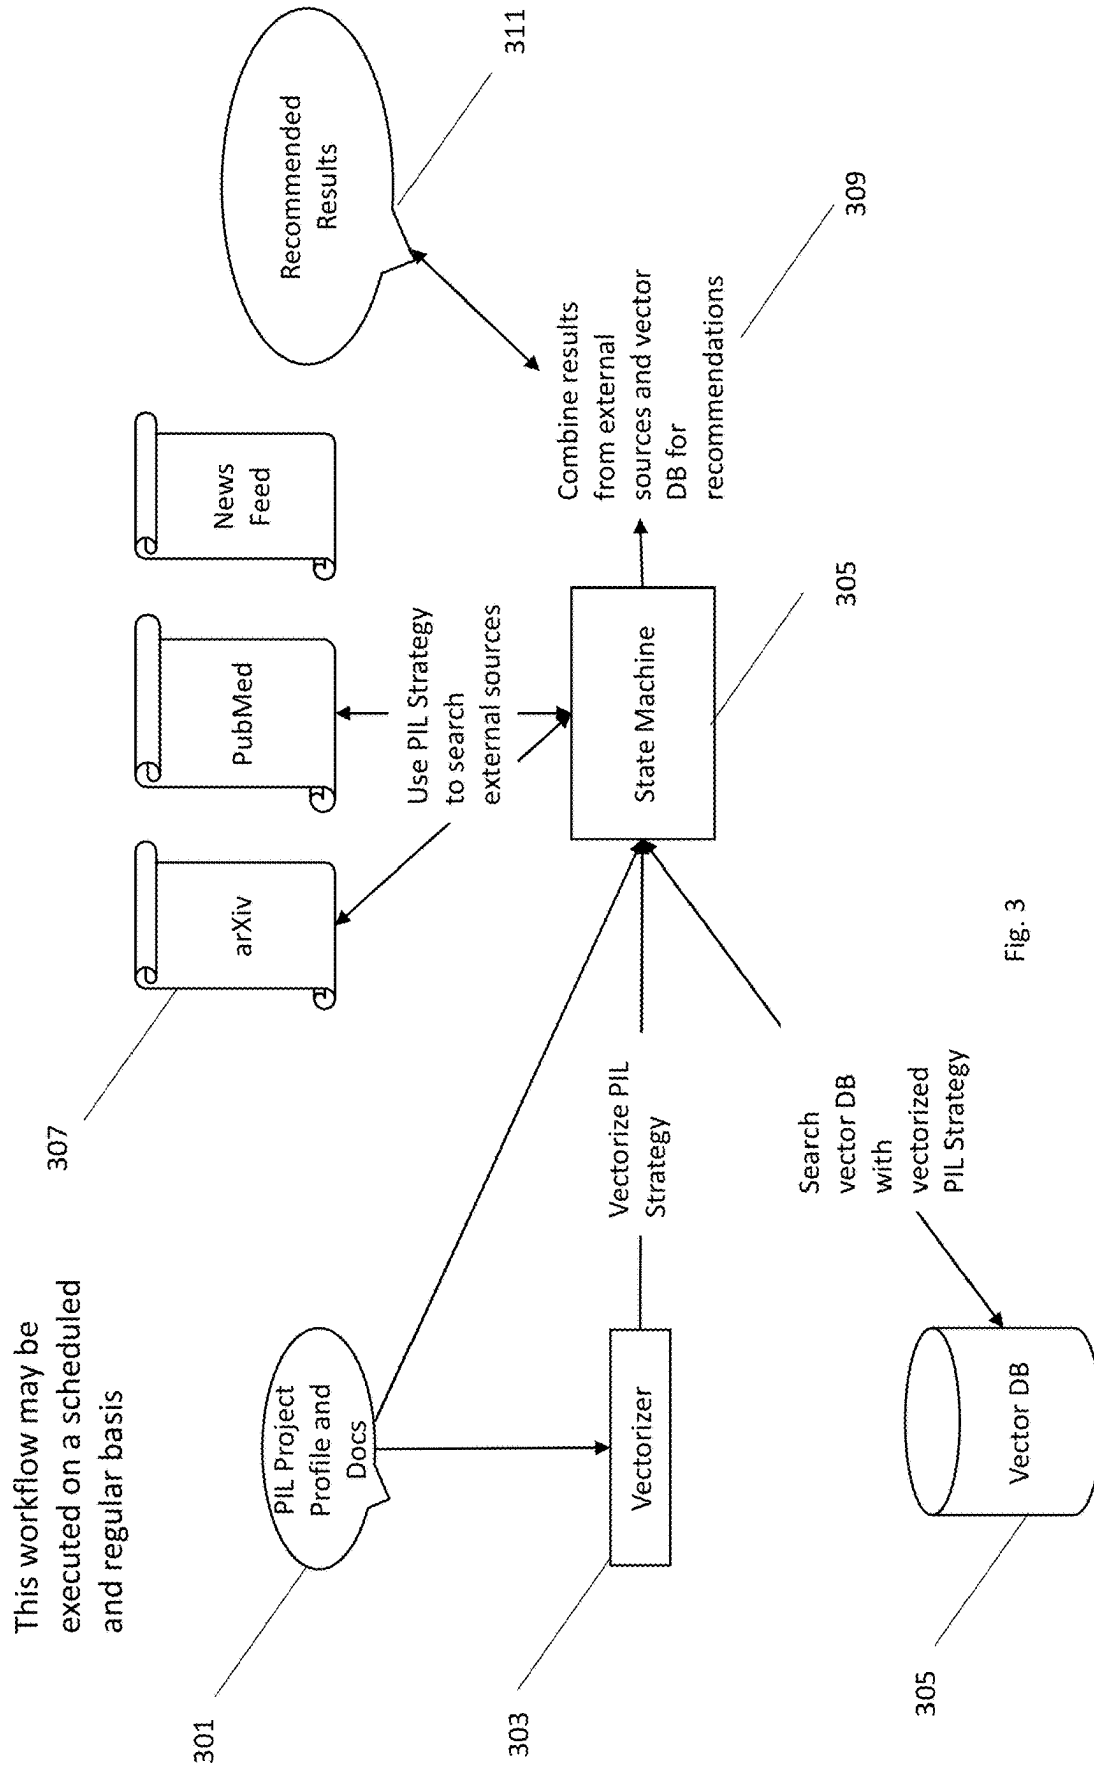 This workflow may be
executed on a scheduled
and regular basis
307
arXiv
PubMed
News
Feed
Recommended
Results
311
301
PIL Project
Profile and
Docs
Use PIL Strategy
to search
external sources
303
Vectorizer
Vectorize PIL
Strategy
State Machine
305
Combine results
from external
sources and vector
DB for
recommendations
309
305
Vector DB
Search
vector DB
with
vectorized
PIL Strategy
Fig. 3